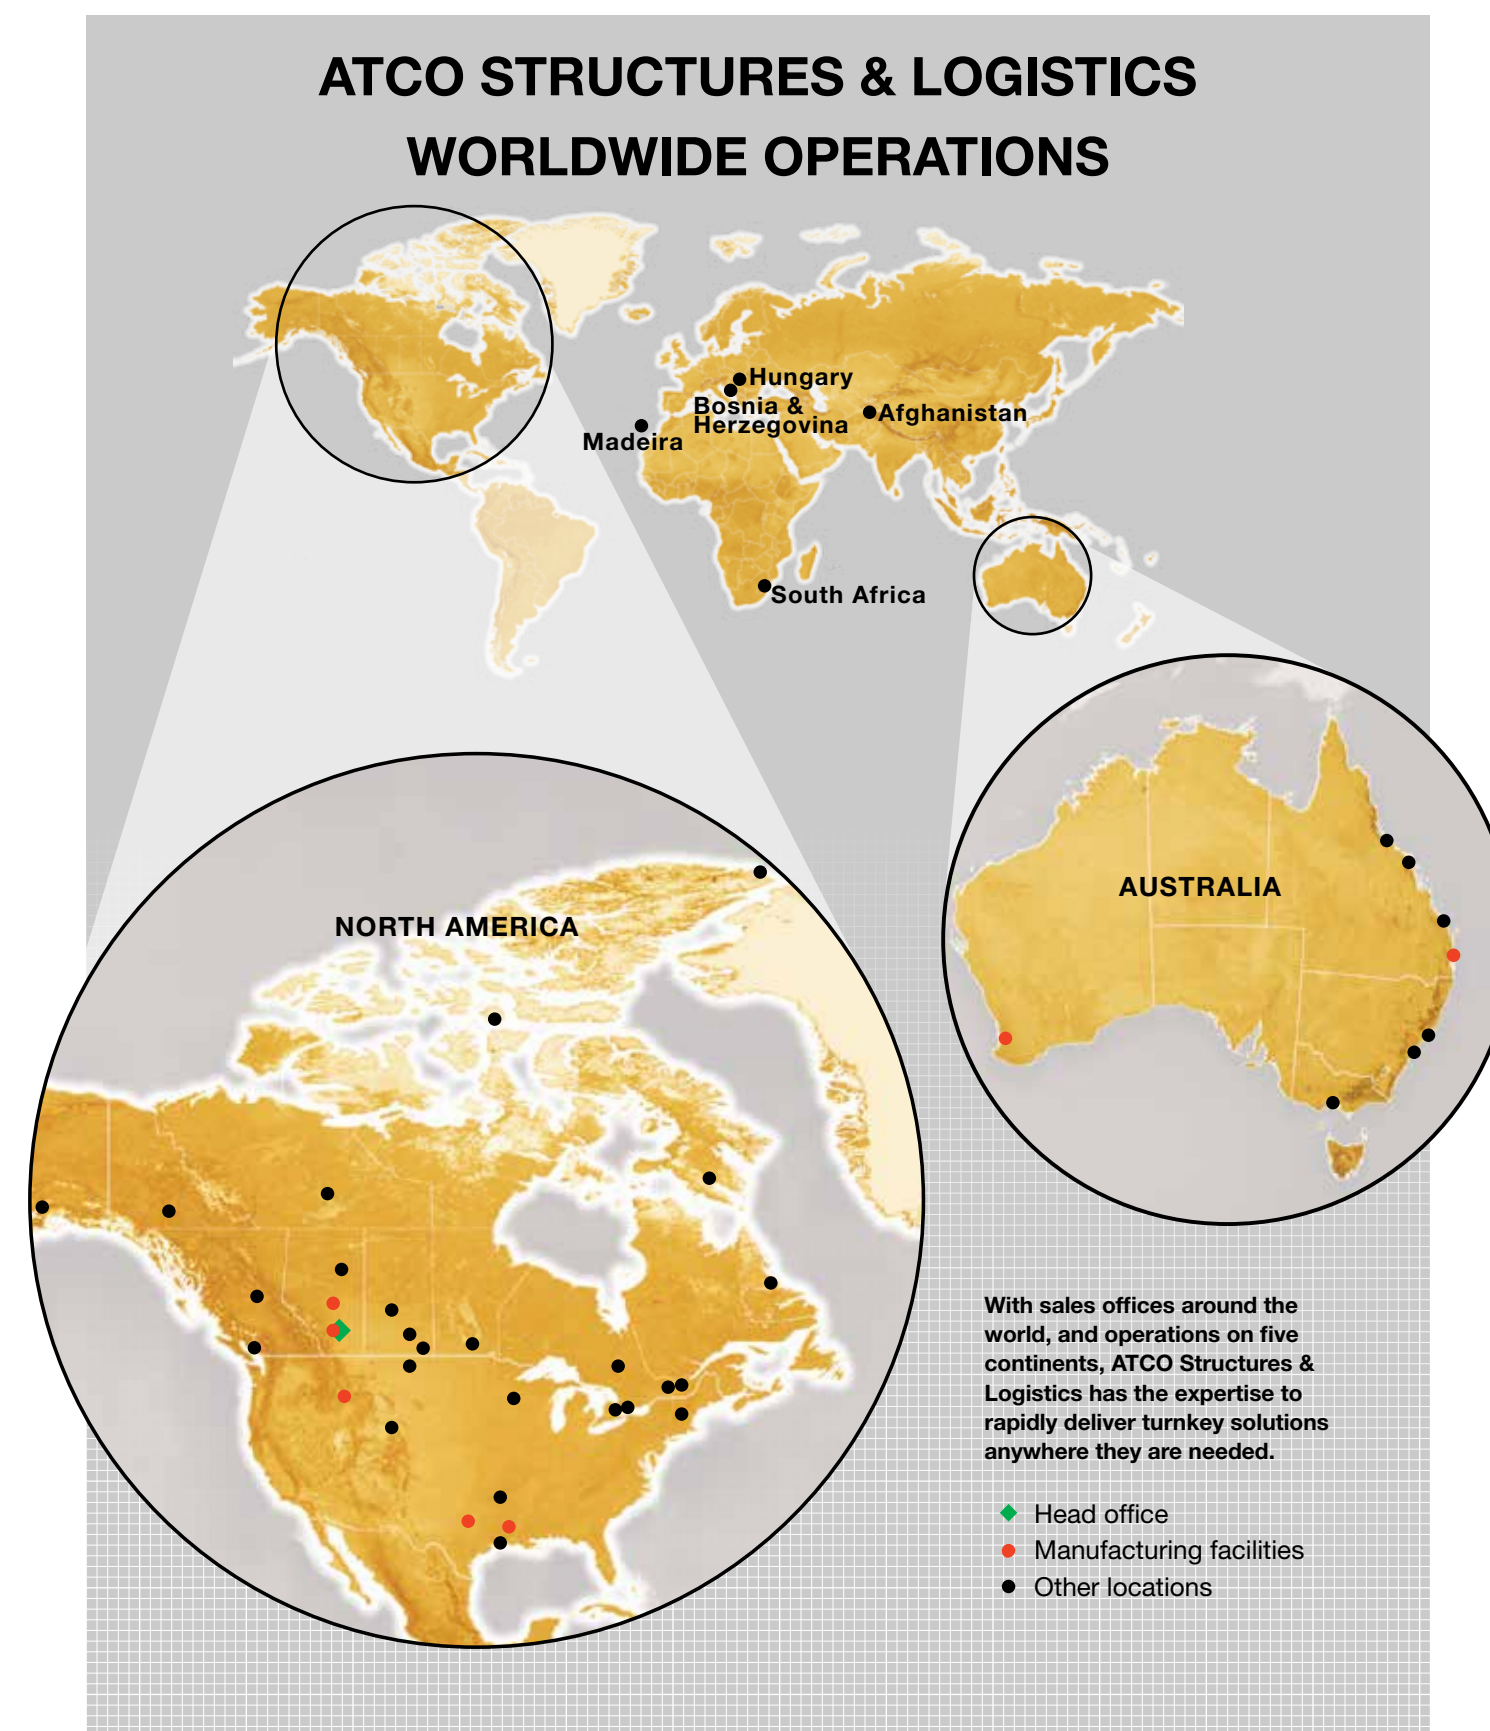 ATCO STRUCTURES & LOGISTICS
WORLDWIDE OPERATIONS
Hungary
Bosnia &
Herzegovina
Afghanistan
Madeira
South Africa
AUSTRALIA
NORTH AMERICA
With sales offices around the
world, and operations on five
continents, ATCO Structures &
Logistics has the expertise to
rapidly deliver turnkey solutions
anywhere they are needed.
Head office
Manufacturing facilities
Other locations